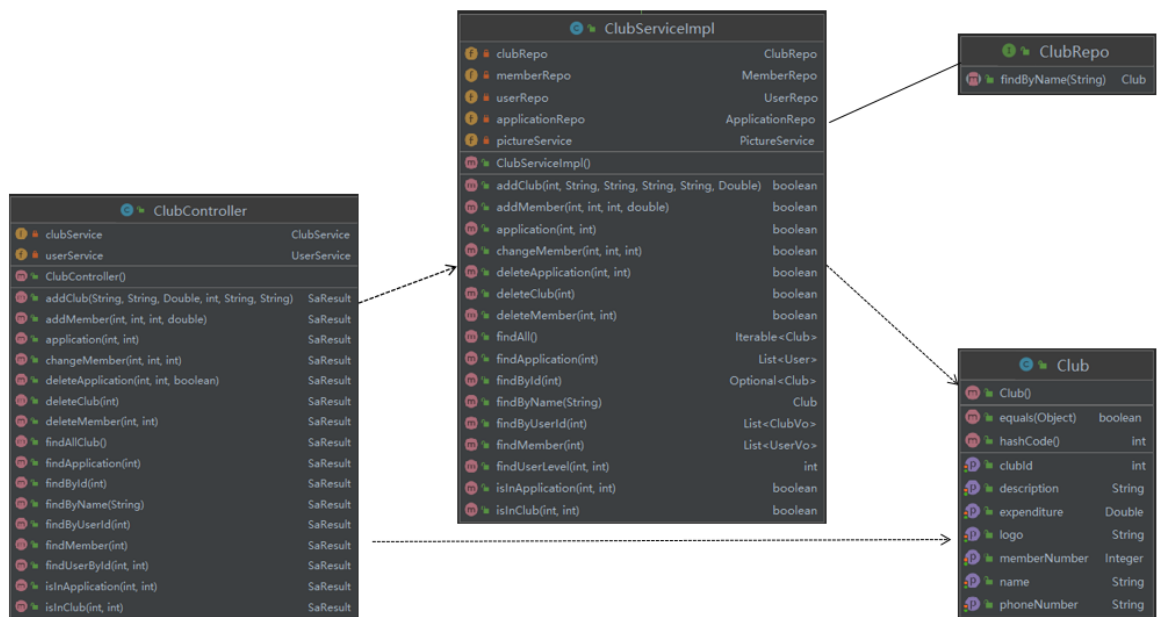 ClubServiceImpl
clubRepo ClubRepo
memberRepo MemberRepo
userRepo UserRepo
applicationRepo ApplicationRepo
pictureService PictureService
ClubServiceImpl()
addClub(int, String, String, String, String, Double) boolean
addMember(int, int, int, double) boolean
application(int, int) boolean
changeMember(int, int, int) boolean
deleteApplication(int, int) boolean
deleteClub(int) boolean
deleteMember(int, int) boolean
findAll() Iterable<Club>
findApplication(int) List<User>
findById(int) Optional<Club>
findByName(String) Club
findByUserId(int) List<ClubVo>
findMember(int) List<UserVo>
findUserLevel(int, int) int
isInApplication(int, int) boolean
isInClub(int, int) boolean
ClubRepo
findByName(String) Club
ClubController
clubService ClubService
userService UserService
ClubController()
addClub(String, String, Double, int, String, String) SaResult
addMember(int, int, int, double) SaResult
application(int, int) SaResult
changeMember(int, int, int) SaResult
deleteApplication(int, int, boolean) SaResult
deleteClub(int) SaResult
deleteMember(int, int) SaResult
findAllClub() SaResult
findApplication(int) SaResult
findById(int) SaResult
findByName(String) SaResult
findByUserId(int) SaResult
findMember(int) SaResult
findUserById(int, int) SaResult
isInApplication(int, int) SaResult
isInClub(int, int) SaResult
Club
Club()
equals(Object) boolean
hashCode() int
clubId int
description String
expenditure Double
logo String
memberNumber Integer
name String
phoneNumber String